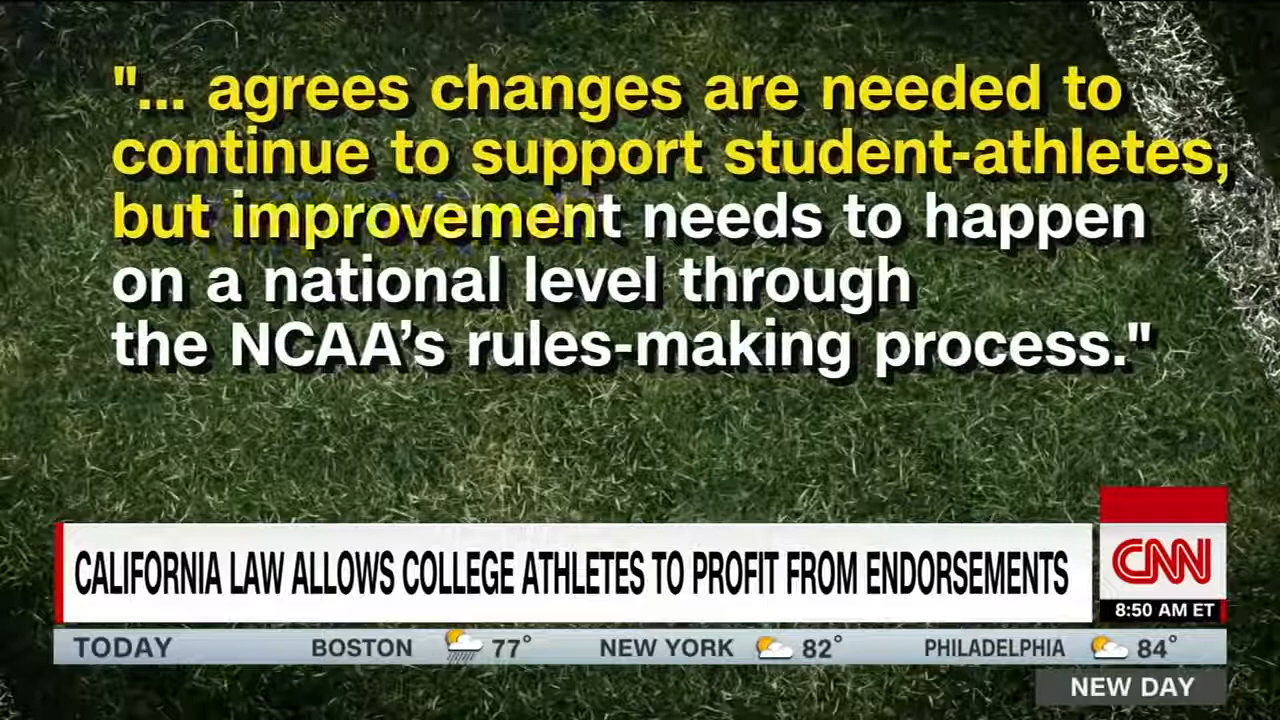 "... agrees changes are needed to
continue to support student-athletes,
but improvement needs to happen
on a national level through
the NCAA’s rules-making process."
CALIFORNIA LAW ALLOWS COLLEGE ATHLETES TO PROFIT FROM ENDORSEMENTS
CNN
8:50 AM ET
TODAY BOSTON 77° NEW YORK 82° PHILADELPHIA 84°
NEW DAY